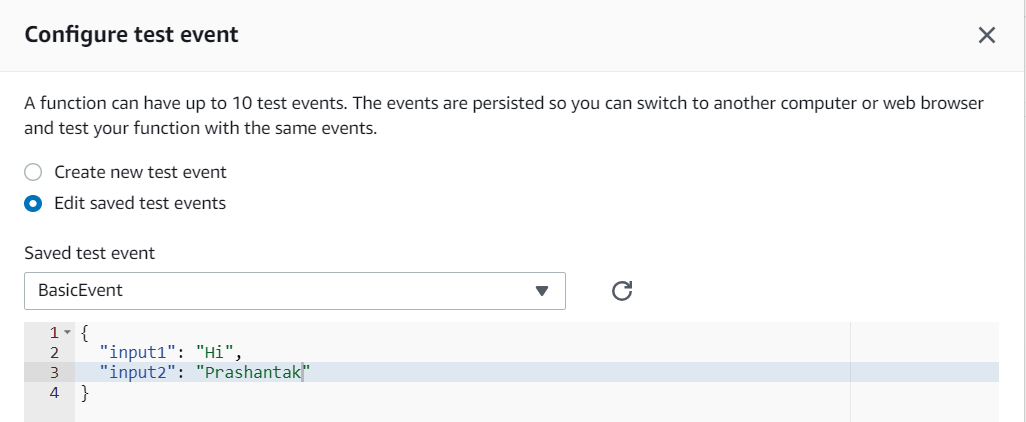 Configure test event
A function can have up to 10 test events. The events are persisted so you can switch to another computer or web browser
and test your function with the same events.
Create new test event
Edit saved test events
Saved test event
BasicEvent
1 {
2 "input1": "Hi",
3 "input2": "Prashantak"
4 }